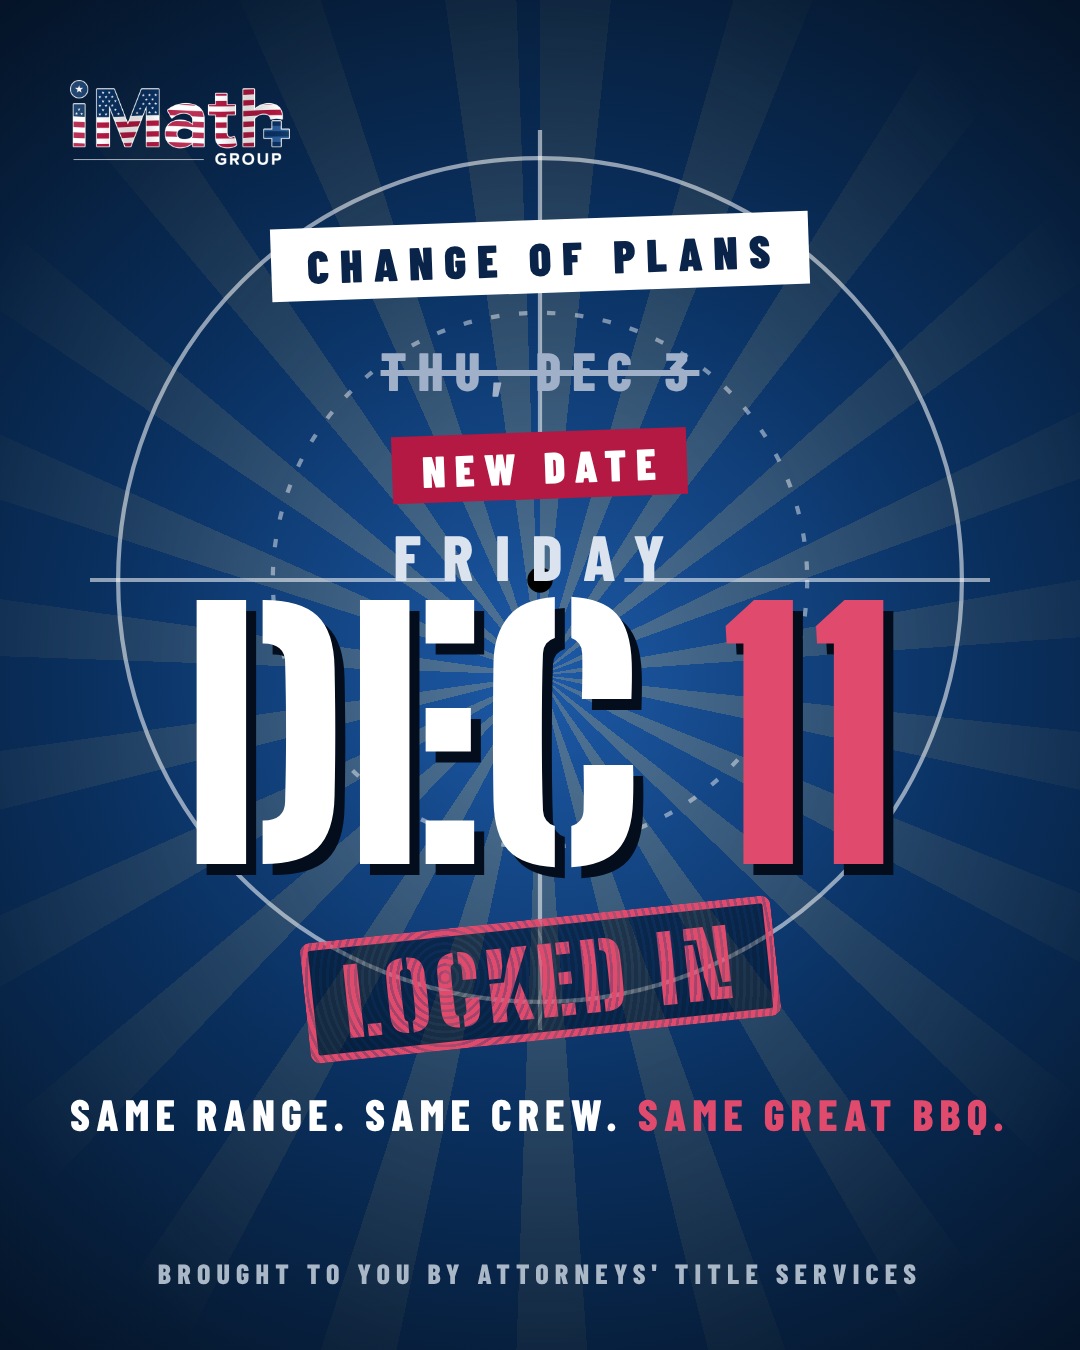 iMath
GROUP
CHANGE OF PLANS
THU, DEC 3
NEW DATE
FRIDAY
DEC 11
LOCKED IN
SAME RANGE. SAME CREW. SAME GREAT BBQ.
BROUGHT TO YOU BY ATTORNEYS' TITLE SERVICES